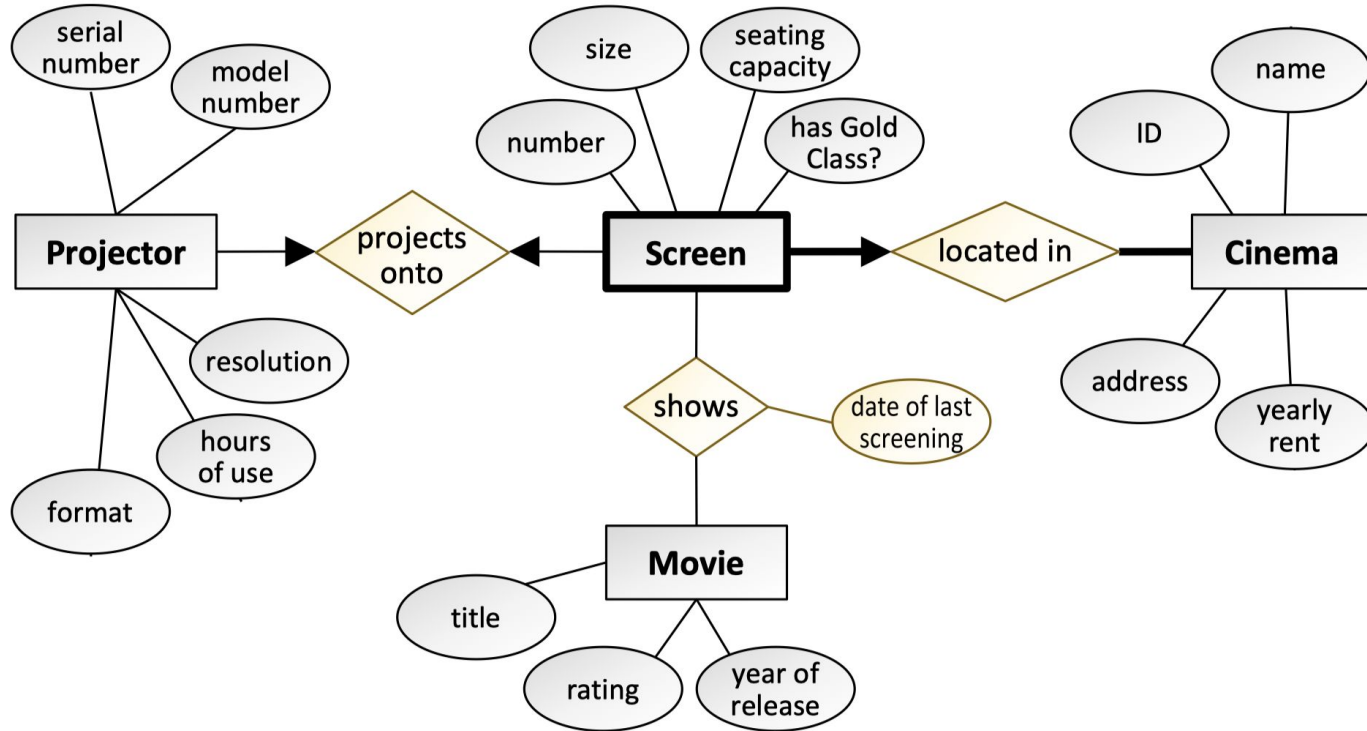 serial
number
model
number
size
seating
capacity
number
has Gold
Class?
name
ID
Projector
projects
onto
Screen
located in
Cinema
resolution
hours
of use
format
shows
date of last
screening
address
yearly
rent
Movie
title
rating
year of
release